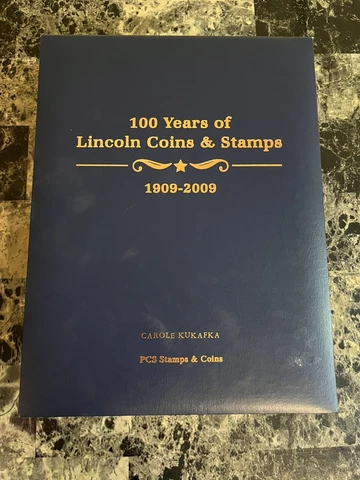 100 Years of
Lincoln Coins & Stamps
1909-2009
CAROLE KUKAFKA
PCS Stamps & Coins